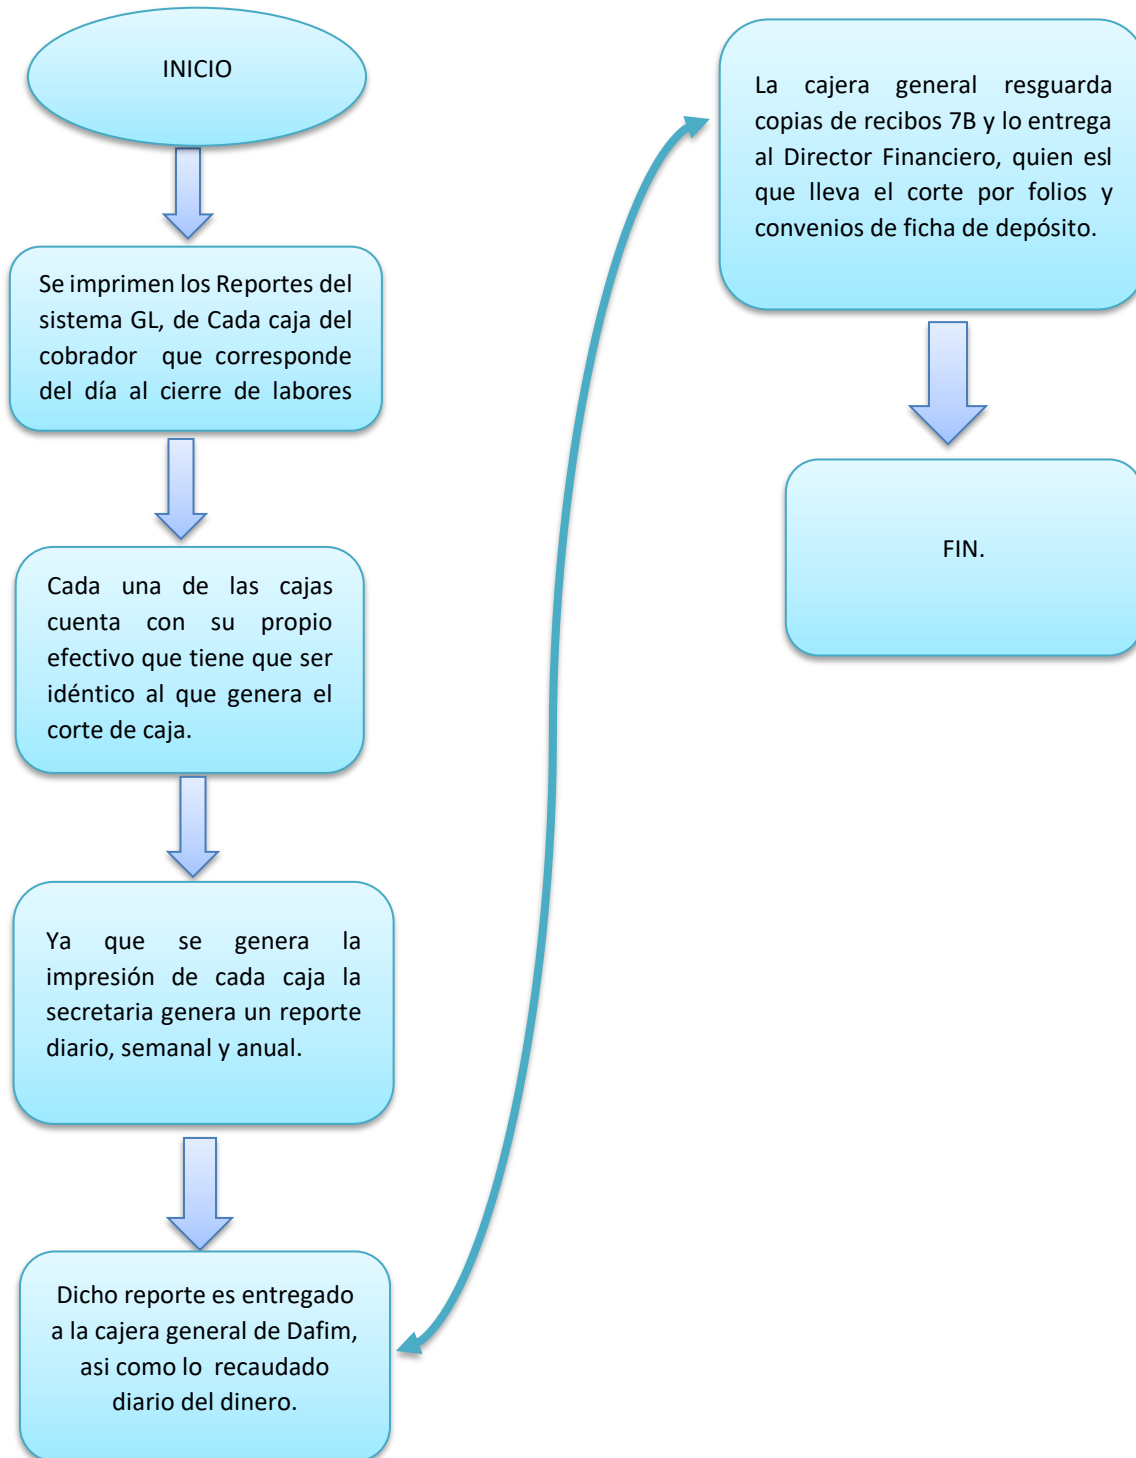 INICIO
Se imprimen los Reportes del
sistema GL, de Cada caja del
cobrador que corresponde
del día al cierre de labores
Cada una de las cajas
cuenta con su propio
efectivo que tiene que ser
idéntico al que genera el
corte de caja.
Ya que se genera la
impresión de cada caja la
secretaria genera un reporte
diario, semanal y anual.
Dicho reporte es entregado
a la cajera general de Dafim,
asi como lo recaudado
diario del dinero.
La cajera general resguarda
copias de recibos 7B y lo entrega
al Director Financiero, quien esl
que lleva el corte por folios y
convenios de ficha de depósito.
FIN.